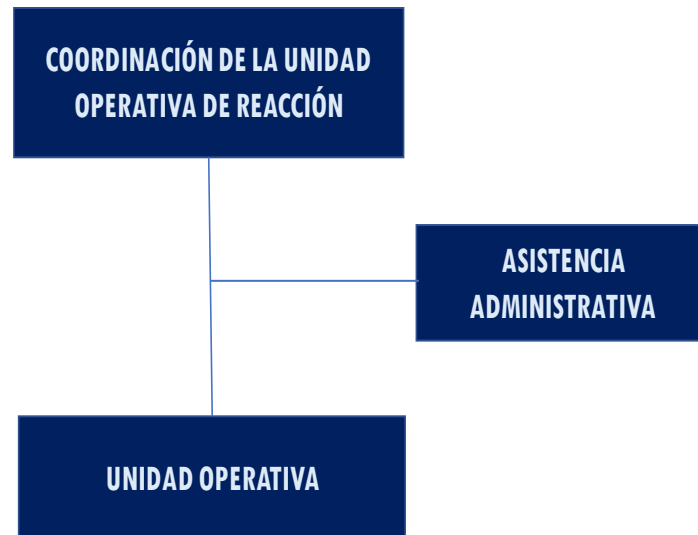 COORDINACIÓN DE LA UNIDAD
OPERATIVA DE REACCIÓN
ASISTENCIA
ADMINISTRATIVA
UNIDAD OPERATIVA